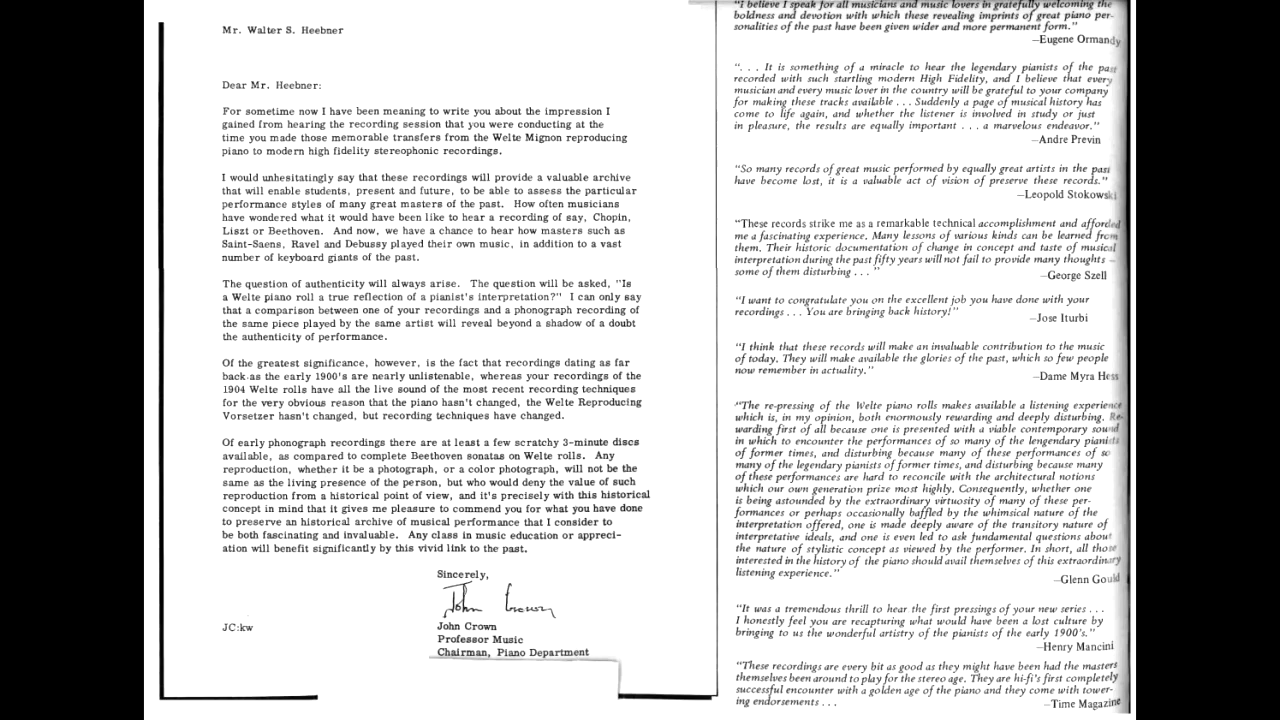 Mr. Walter S. Heebner
Dear Mr. Heebner:
For sometime now I have been meaning to write you about the impression I
gained from hearing the recording session that you were conducting at the
time you made those memorable transfers from the Welte Mignon reproducing
piano to modern high fidelity stereophonic recordings.
I would unhesitatingly say that these recordings will provide a valuable archive
that will enable students, present and future, to be able to assess the particular
performance styles of many great masters of the past. How often musicians
have wondered what it would have been like to hear a recording of say, Chopin,
Liszt or Beethoven. And now, we have a chance to hear how masters such as
Saint-Saens, Ravel and Debussy played their own music, in addition to a vast
number of keyboard giants of the past.
The question of authenticity will always arise. The question will be asked, "Is
a Welte piano roll a true reflection of a pianist's interpretation?" I can only say
that a comparison between one of your recordings and a phonograph recording of
the same piece played by the same artist will reveal beyond a shadow of a doubt
the authenticity of performance.
Of the greatest significance, however, is the fact that recordings dating as far
back as the early 1900's are nearly unlistenable, whereas your recordings of the
1904 Welte rolls have all the live sound of the most recent recording techniques
for the very obvious reason that the piano hasn't changed, the Welte Reproducing
Vorsetzer hasn't changed, but recording techniques have changed.
Of early phonograph recordings there are at least a few scratchy 3-minute discs
available, as compared to complete Beethoven sonatas on Welte rolls. Any
reproduction, whether it be a photograph, or a color photograph, will not be the
same as the living presence of the person, but who would deny the value of such
reproduction from a historical point of view, and it's precisely with this historical
concept in mind that it gives me pleasure to commend you for what you have done
to preserve an historical archive of musical performance that I consider to
be both fascinating and invaluable. Any class in music education or appreci-
ation will benefit significantly by this vivid link to the past.
Sincerely,
John Crown
JC:kw
John Crown
Professor Music
Chairman, Piano Department
"I believe I speak for all musicians and music lovers in gratefully welcoming the
boldness and devotion with which these revealing imprints of great piano per-
sonalities of the past have been given wider and more permanent form."
—Eugene Ormandy
". . . It is something of a miracle to hear the legendary pianists of the past
recorded with such startling modern High Fidelity, and I believe that every
musician and every music lover in the country will be grateful to your company
for making these tracks available . . . Suddenly a page of musical history has
come to life again, and whether the listener is involved in study or just
in pleasure, the results are equally important . . . a marvelous endeavor."
—Andre Previn
"So many records of great music performed by equally great artists in the past
have become lost, it is a valuable act of vision of preserve these records."
—Leopold Stokowski
"These records strike me as a remarkable technical accomplishment and afforded
me a fascinating experience. Many lessons of various kinds can be learned from
them. Their historic documentation of change in concept and taste of musical
interpretation during the past fifty years will not fail to provide many thoughts –
some of them disturbing . . . "
—George Szell
"I want to congratulate you on the excellent job you have done with your
recordings . . . You are bringing back history!"
—Jose Iturbi
"I think that these records will make an invaluable contribution to the music
of today. They will make available the glories of the past, which so few people
now remember in actuality."
—Dame Myra Hess
"The re-pressing of the Welte piano rolls makes available a listening experience
which is, in my opinion, both enormously rewarding and deeply disturbing. Re-
warding first of all because one is presented with a viable contemporary sound
in which to encounter the performances of so many of the lengendary pianists
of former times, and disturbing because many of these performances of so
many of the legendary pianists of former times, and disturbing because many
of these performances are hard to reconcile with the architectural notions
which our own generation prize most highly. Consequently, whether one
is being astounded by the extraordinary virtuosity of many of these per-
formances or perhaps occasionally baffled by the whimsical nature of the
interpretation offered, one is made deeply aware of the transitory nature of
interpretative ideals, and one is even led to ask fundamental questions about
the nature of stylistic concept as viewed by the performer. In short, all those
interested in the history of the piano should avail themselves of this extraordinary
listening experience."
—Glenn Gould
"It was a tremendous thrill to hear the first pressings of your new series . . .
I honestly feel you are recapturing what would have been a lost culture by
bringing to us the wonderful artistry of the pianists of the early 1900's."
—Henry Mancini
"These recordings are every bit as good as they might have been had the masters
themselves been around to play for the stereo age. They are hi-fi's first completely
successful encounter with a golden age of the piano and they come with tower-
ing endorsements . . .
—Time Magazine